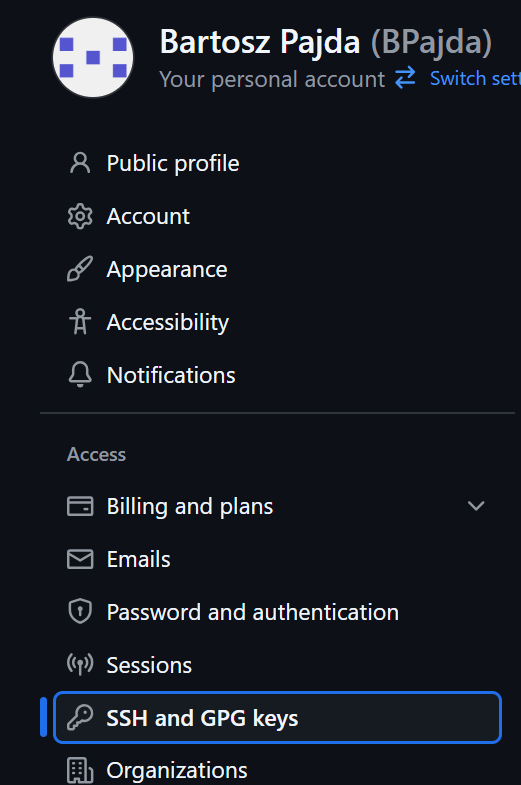 Bartosz Pajda (BPajda)
Your personal account Switch sett
Public profile
Account
Appearance
Accessibility
Notifications
Access
Billing and plans
Emails
Password and authentication
Sessions
SSH and GPG keys
Organizations